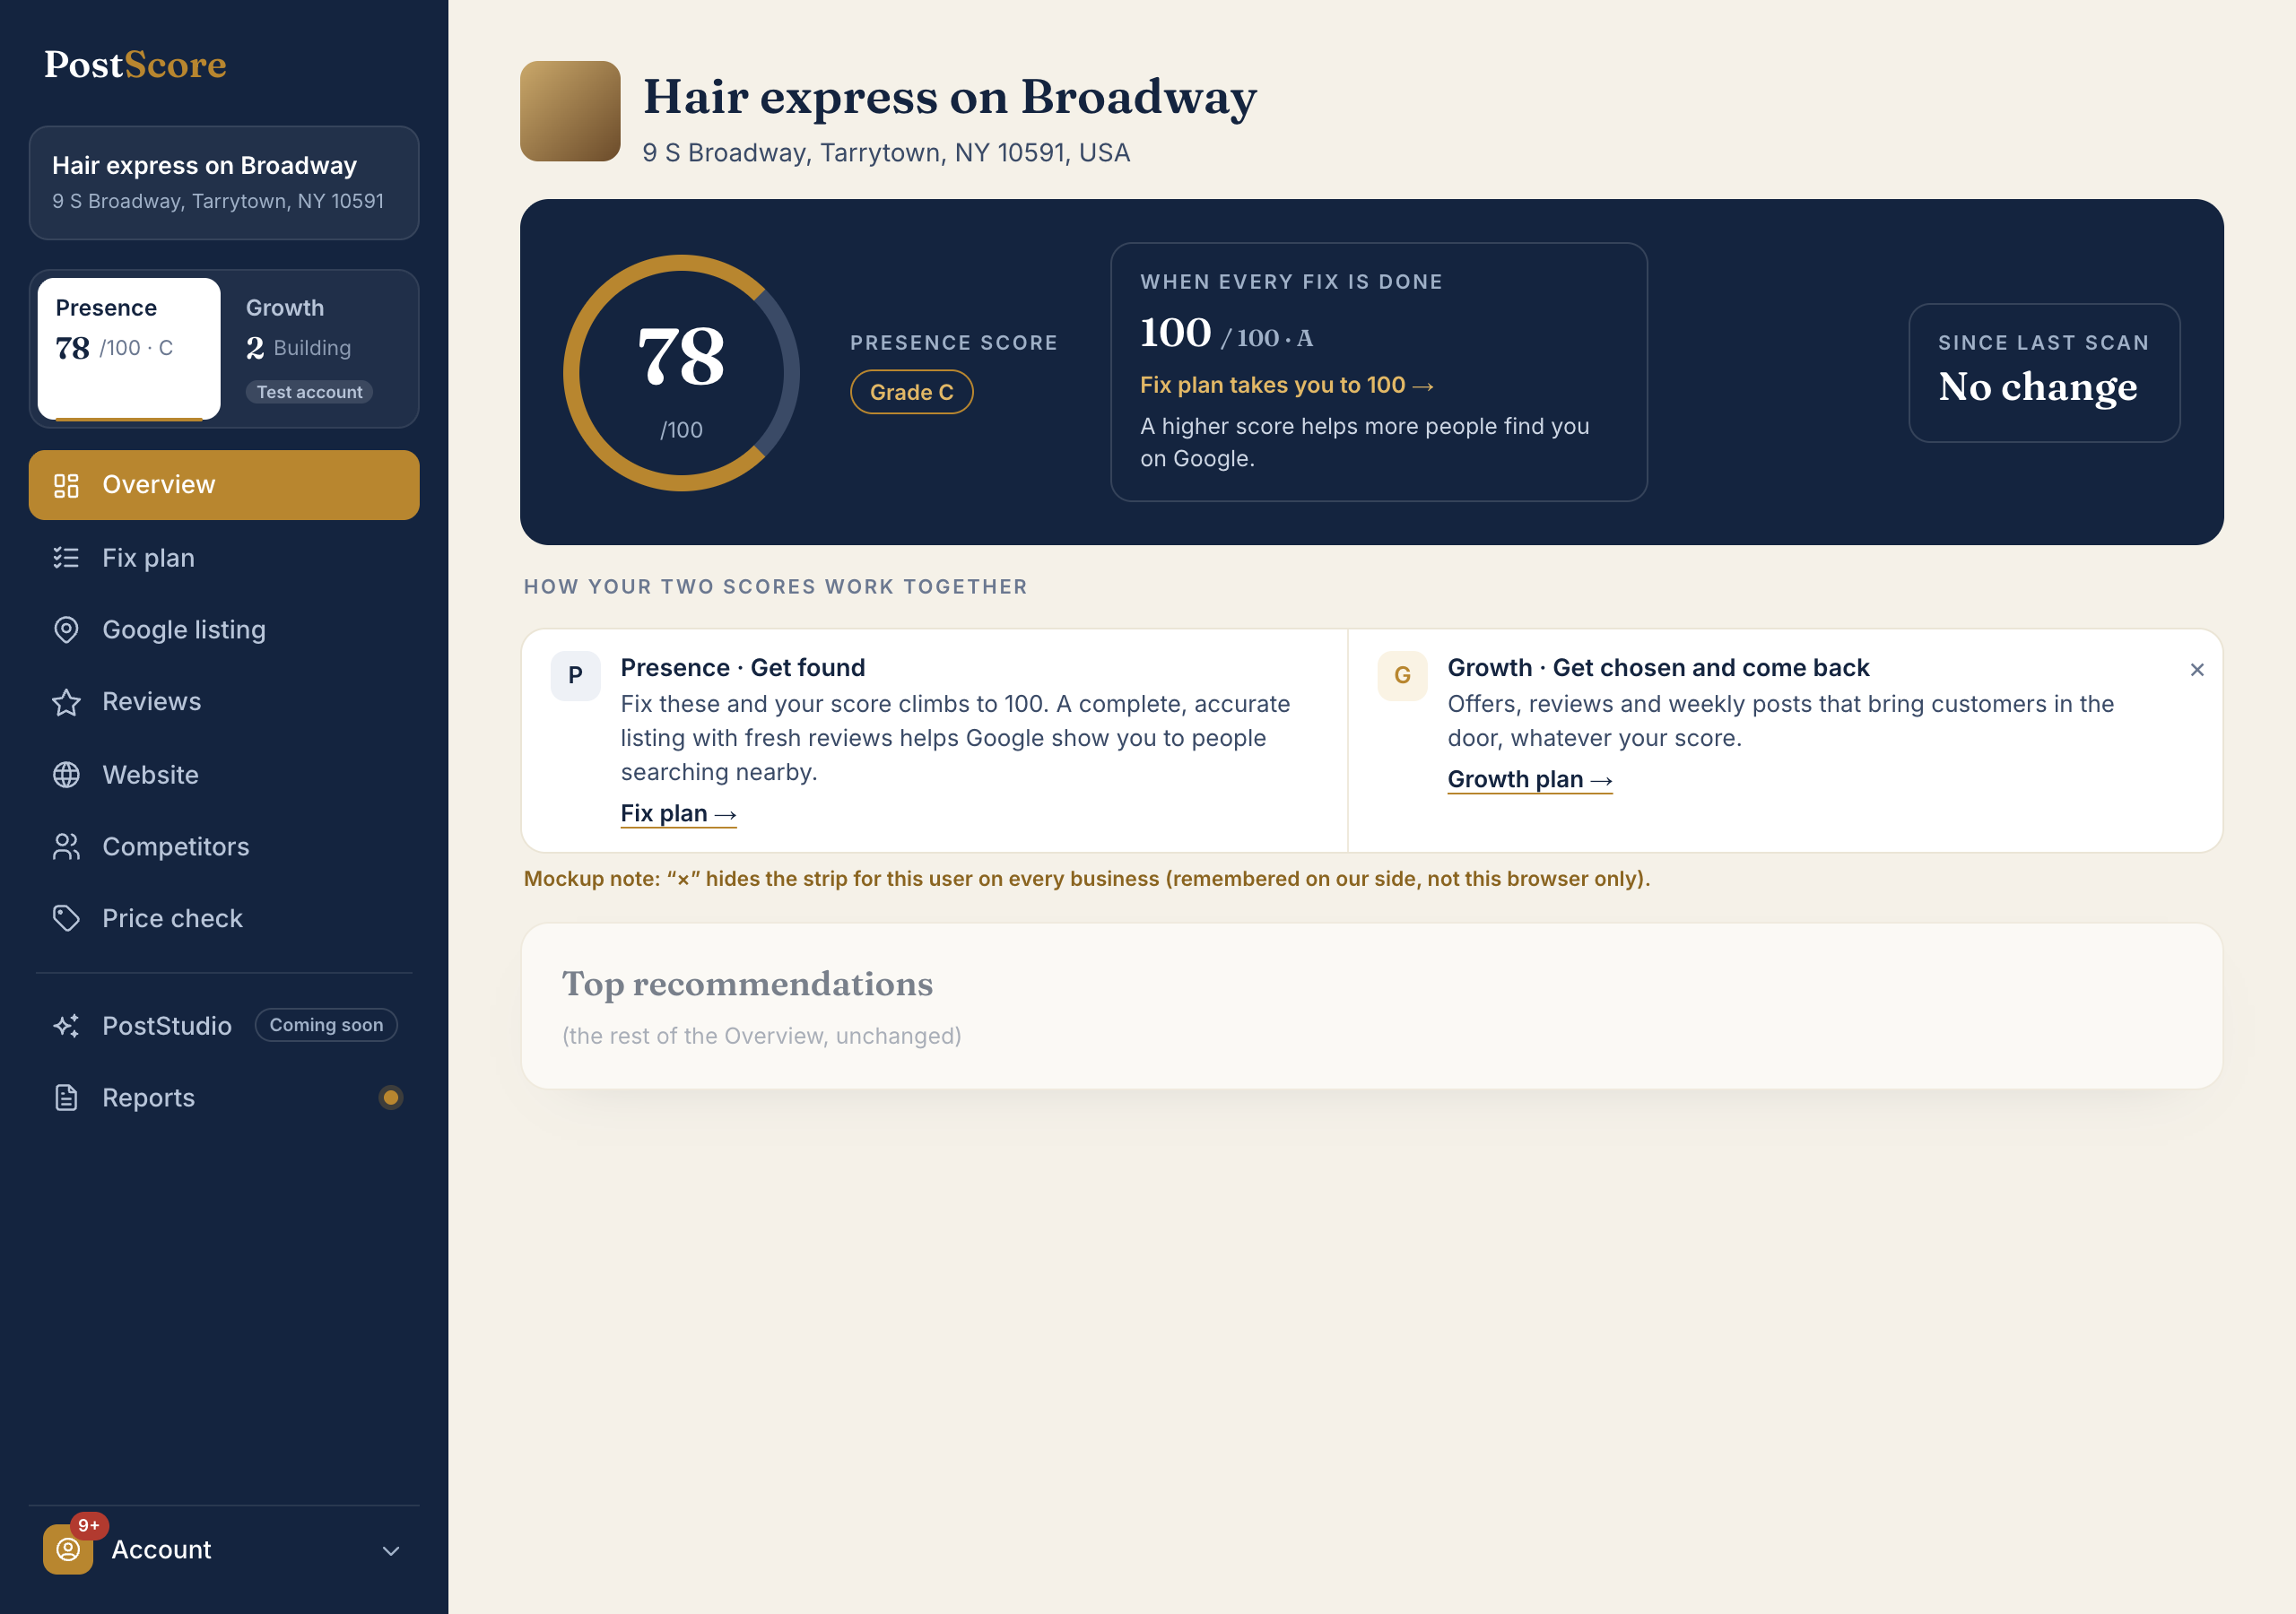 PostScore
Hair express on Broadway
9 S Broadway, Tarrytown, NY 10591
Presence
78 /100 · C
Growth
2 Building
Test account
Overview
Fix plan
Google listing
Reviews
Website
Competitors
Price check
PostStudio Coming soon
Reports
9+
Account
Hair express on Broadway
9 S Broadway, Tarrytown, NY 10591, USA
78
/100
PRESENCE SCORE
Grade C
WHEN EVERY FIX IS DONE
100 / 100 · A
Fix plan takes you to 100 →
A higher score helps more people find you
on Google.
SINCE LAST SCAN
No change
HOW YOUR TWO SCORES WORK TOGETHER
P
Presence · Get found
Fix these and your score climbs to 100. A complete, accurate
listing with fresh reviews helps Google show you to people
searching nearby.
Fix plan →
G
Growth · Get chosen and come back
×
Offers, reviews and weekly posts that bring customers in the
door, whatever your score.
Growth plan →
Mockup note: “×” hides the strip for this user on every business (remembered on our side, not this browser only).
Top recommendations
(the rest of the Overview, unchanged)